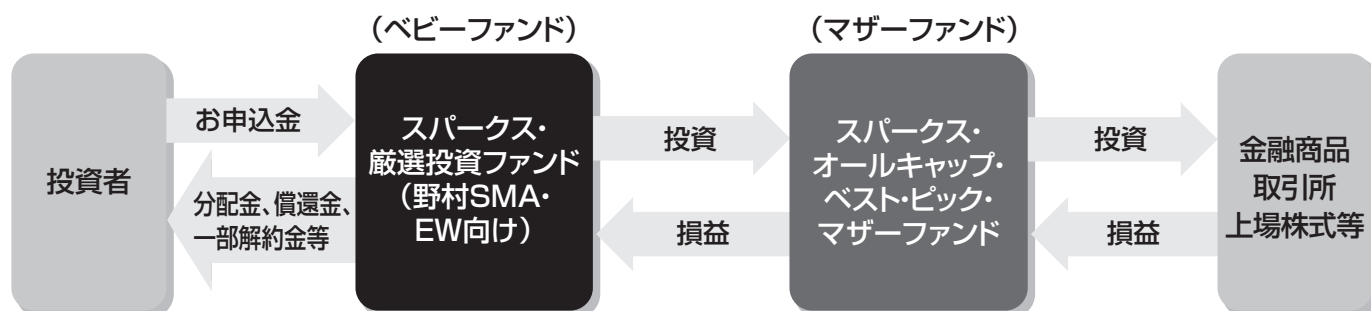 （ベビーファンド）
（マザーファンド）
投資者
お申込金
分配金、償還金、
一部解約金等
スパークス・
厳選投資ファンド
（野村SMA・
EW向け）
投資
損益
スパークス・
オールキャップ・
ベスト・ピック・
マザーファンド
投資
損益
金融商品
取引所
上場株式等